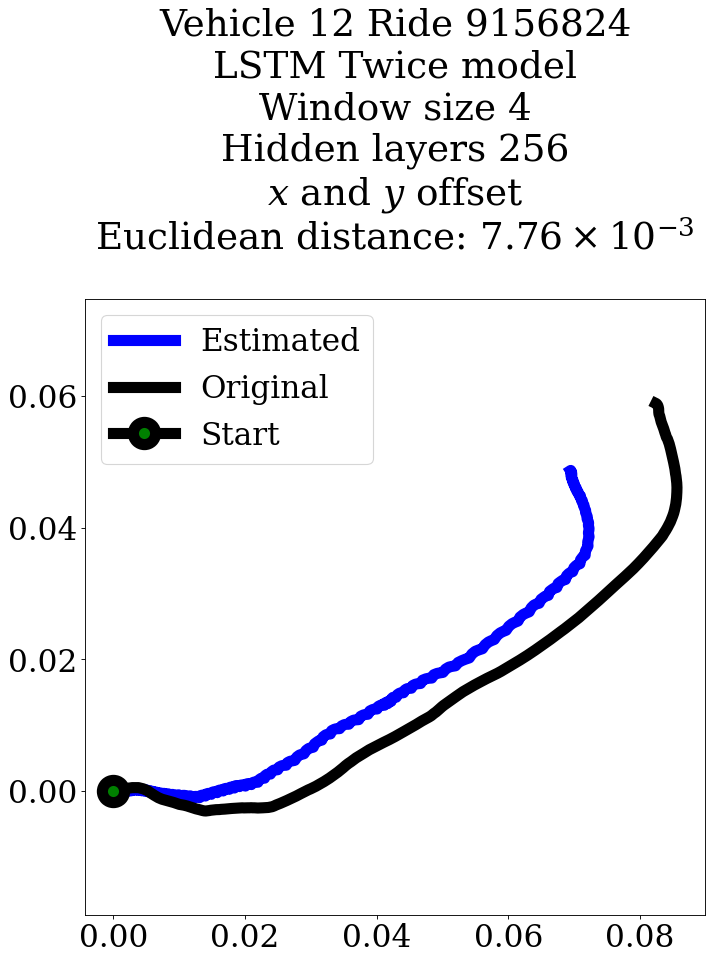 Vehicle 12 Ride 9156824
LSTM Twice model
Window size 4
Hidden layers 256
x and y offset
Euclidean distance: 7.76 × 10⁻³
Estimated
Original
Start
0.06
0.04
0.02
0.00
0.00 0.02 0.04 0.06 0.08